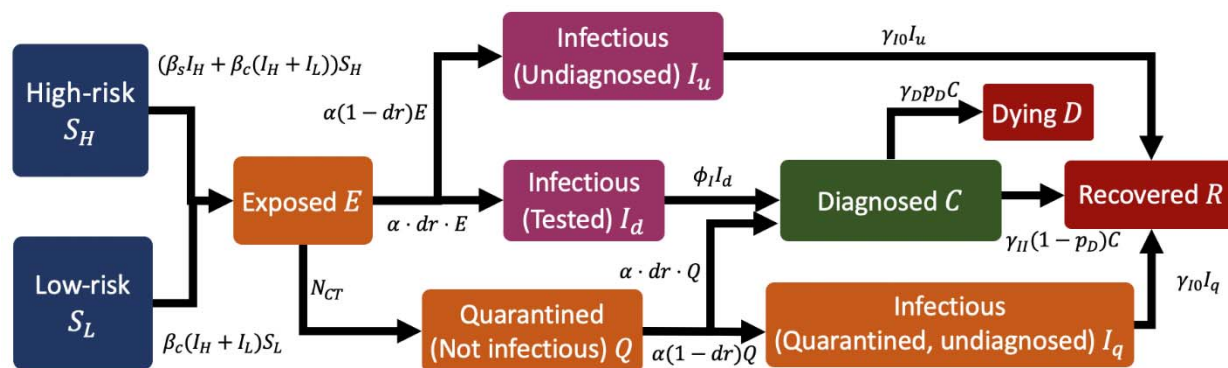 High-risk
S_H
(β_s I_H + β_c(I_H + I_L))S_H
Low-risk
S_L
β_c(I_H + I_L)S_L
Exposed E
α(1 − dr)E
α · dr · E
N_CT
Infectious
(Undiagnosed) I_u
γ_I0 I_u
Infectious
(Tested) I_d
ϕ_I I_d
Quarantined
(Not infectious) Q
α · dr · Q
α(1 − dr)Q
Diagnosed C
γ_D p_D C
Dying D
γ_II(1 − p_D)C
Recovered R
Infectious
(Quarantined, undiagnosed) I_q
γ_I0 I_q